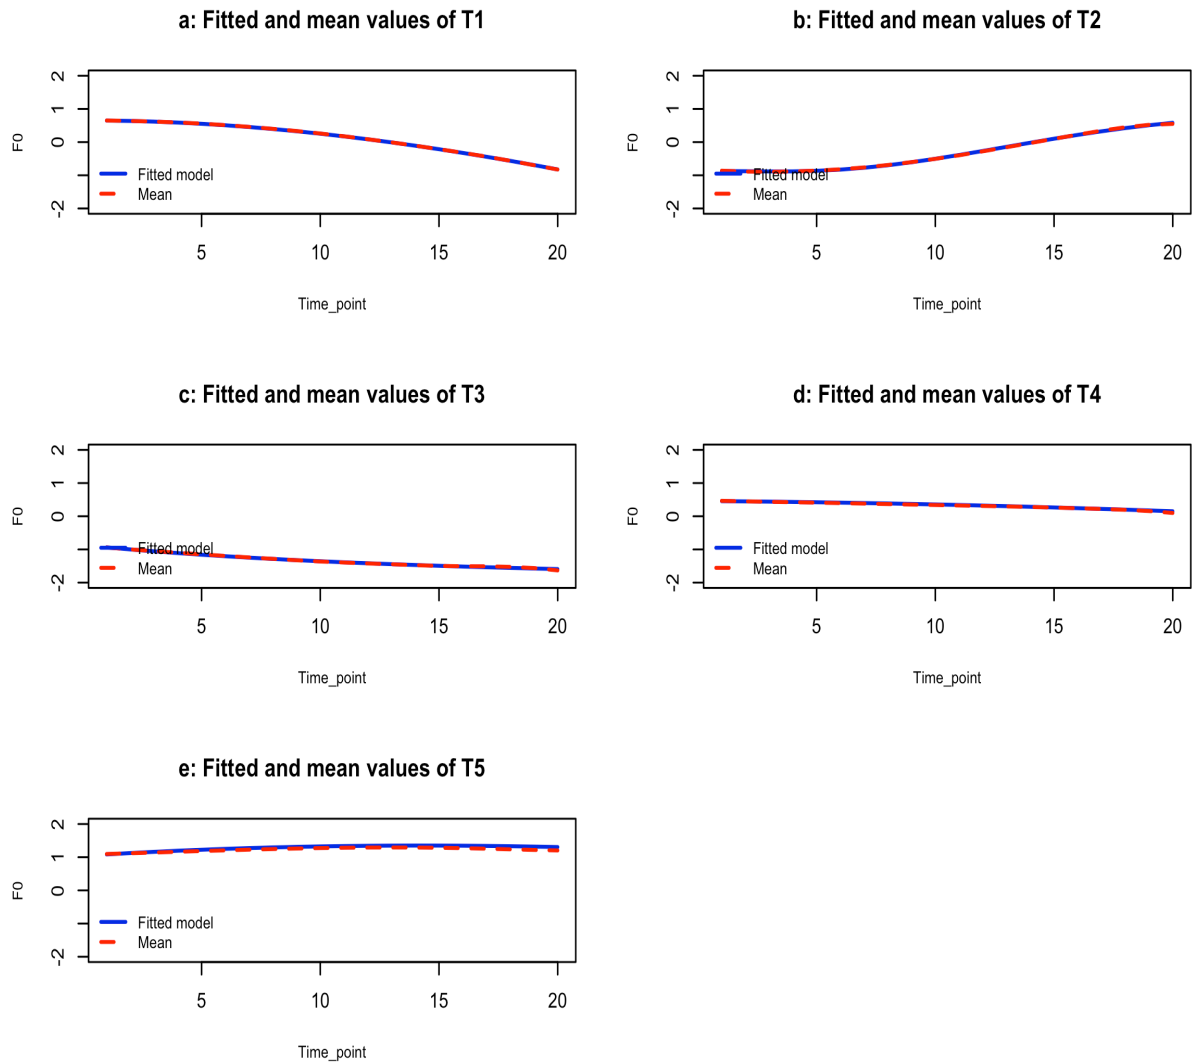 a: Fitted and mean values of T1
F0
2
1
0
-2
Fitted model
Mean
5 10 15 20
Time_point
b: Fitted and mean values of T2
F0
2
1
0
-2
Fitted model
Mean
5 10 15 20
Time_point
c: Fitted and mean values of T3
F0
2
1
0
-2
Fitted model
Mean
5 10 15 20
Time_point
d: Fitted and mean values of T4
F0
2
1
0
-2
Fitted model
Mean
5 10 15 20
Time_point
e: Fitted and mean values of T5
F0
2
1
0
-2
Fitted model
Mean
5 10 15 20
Time_point